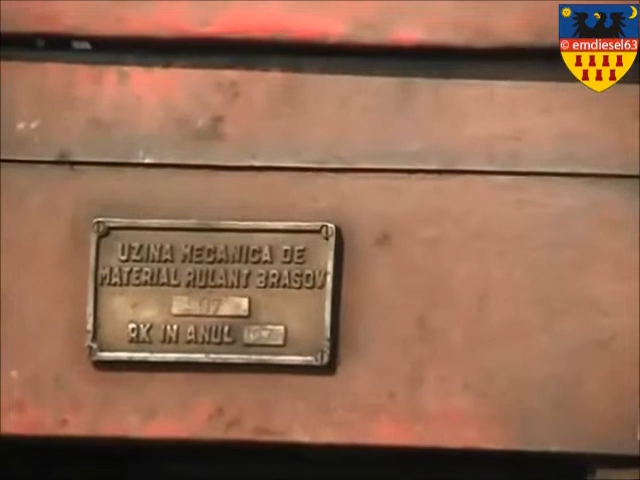 © emdiesel63
UZINA MECANICA DE
MATERIAL RULANT BRASOV
RK IN ANUL